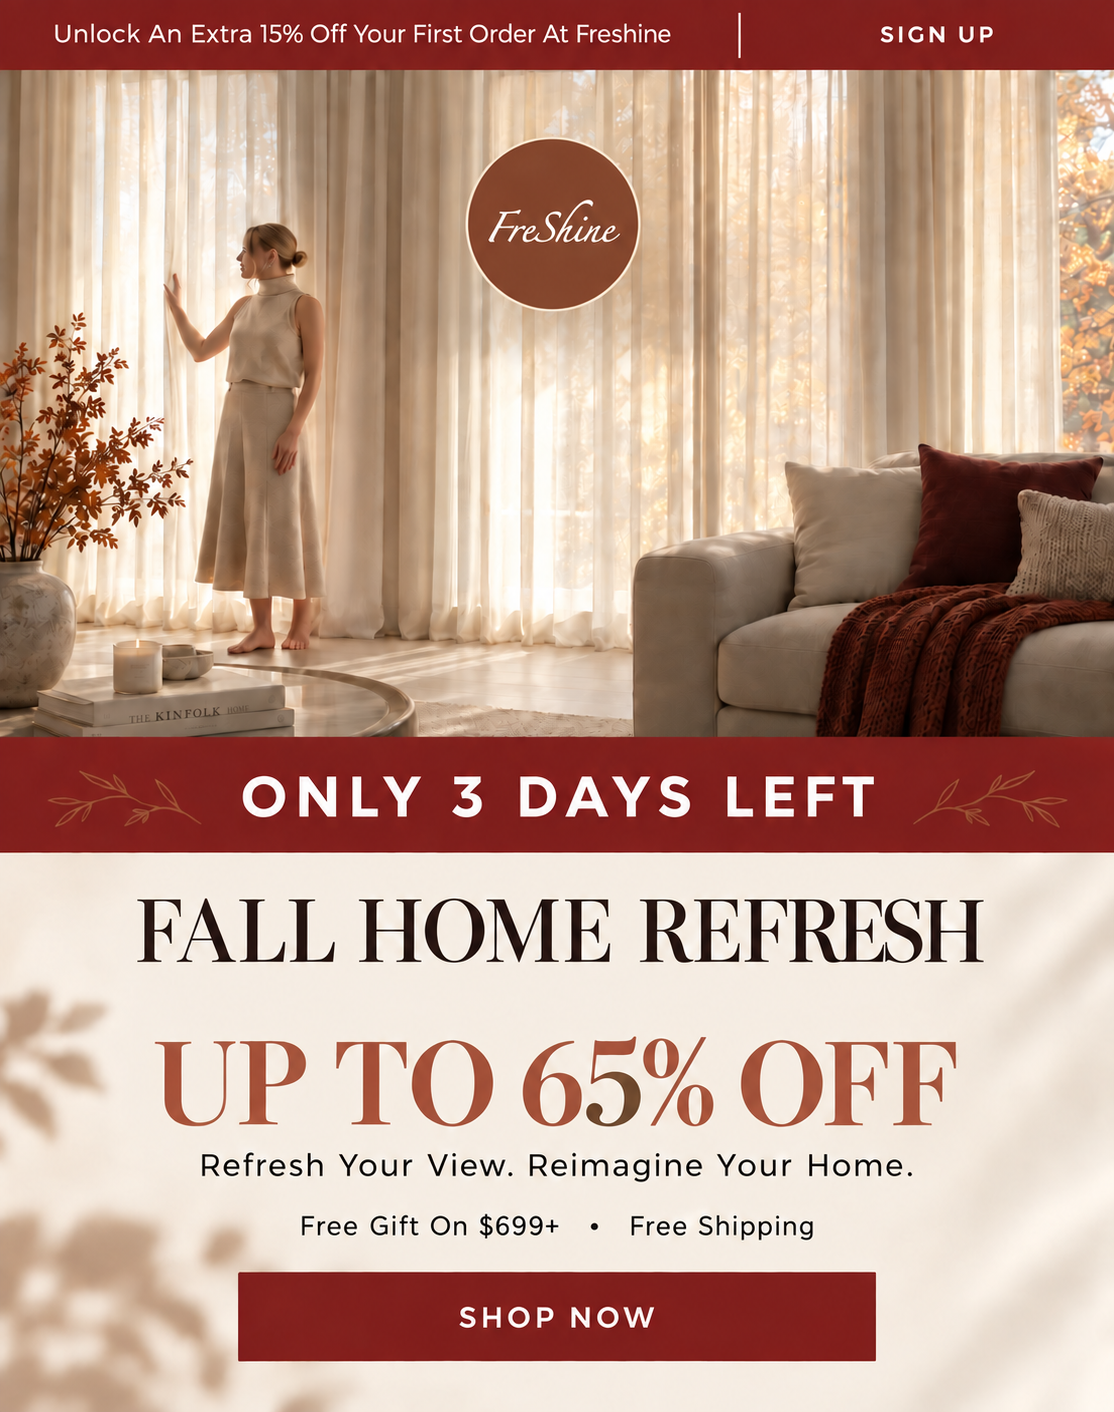 Unlock An Extra 15% Off Your First Order At Freshine
SIGN UP
FreShine
THE KINFOLK HOME
ONLY 3 DAYS LEFT
FALL HOME REFRESH
UP TO 65% OFF
Refresh Your View. Reimagine Your Home.
Free Gift On $699+ • Free Shipping
SHOP NOW